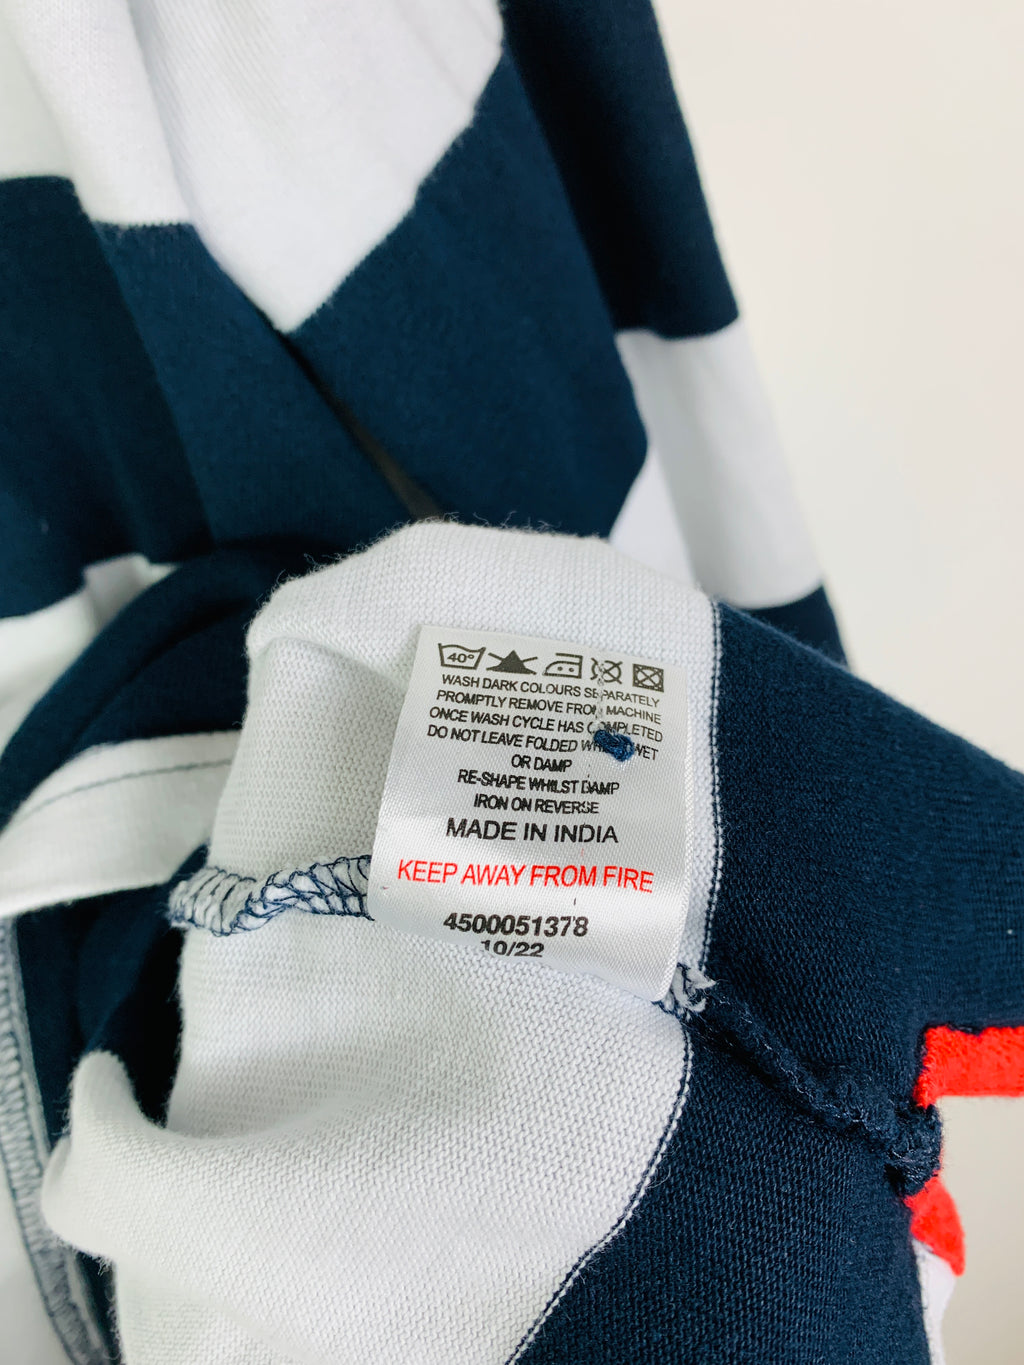 40°
WASH DARK COLOURS SEPARATELY
PROMPTLY REMOVE FROM MACHINE
ONCE WASH CYCLE HAS COMPLETED
DO NOT LEAVE FOLDED WHILST WET
OR DAMP
RE-SHAPE WHILST DAMP
IRON ON REVERSE
MADE IN INDIA
KEEP AWAY FROM FIRE
4500051378
10/22